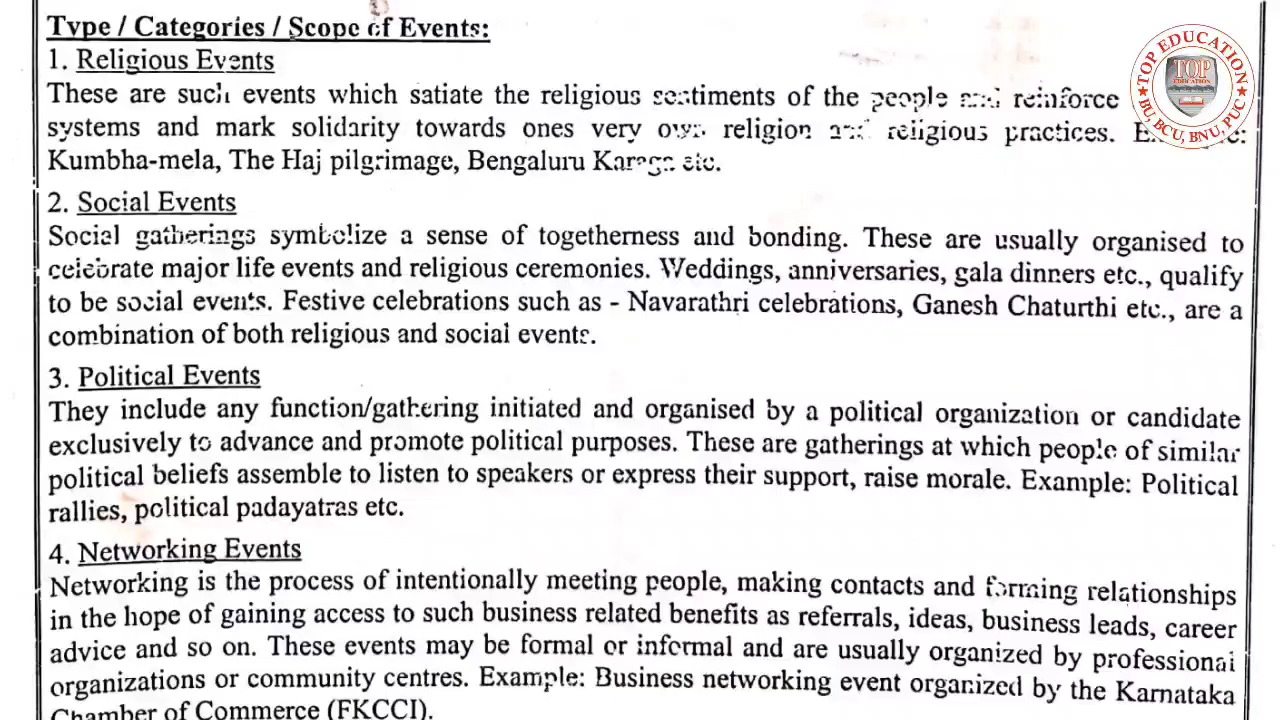 Type / Categories / Scope of Events:
1. Religious Events
These are such events which satiate the religious sentiments of the people and reinforce
systems and mark solidarity towards ones very own religion and religious practices.
Kumbha-mela, The Haj pilgrimage, Bengaluru Karaga etc.
2. Social Events
Social gatherings symbolize a sense of togetherness and bonding. These are usually organised to
celebrate major life events and religious ceremonies. Weddings, anniversaries, gala dinners etc., qualify
to be social events. Festive celebrations such as - Navarathri celebrations, Ganesh Chaturthi etc., are a
combination of both religious and social events.
3. Political Events
They include any function/gathering initiated and organised by a political organization or candidate
exclusively to advance and promote political purposes. These are gatherings at which people of similar
political beliefs assemble to listen to speakers or express their support, raise morale. Example: Political
rallies, political padayatras etc.
4. Networking Events
Networking is the process of intentionally meeting people, making contacts and forming relationships
in the hope of gaining access to such business related benefits as referrals, ideas, business leads, career
advice and so on. These events may be formal or informal and are usually organized by professional
organizations or community centres. Example: Business networking event organized by the Karnataka
Chamber of Commerce (FKCCI).
TOP EDUCATION
TOP
EDUCATION
BU, BCU, BNU, PUC